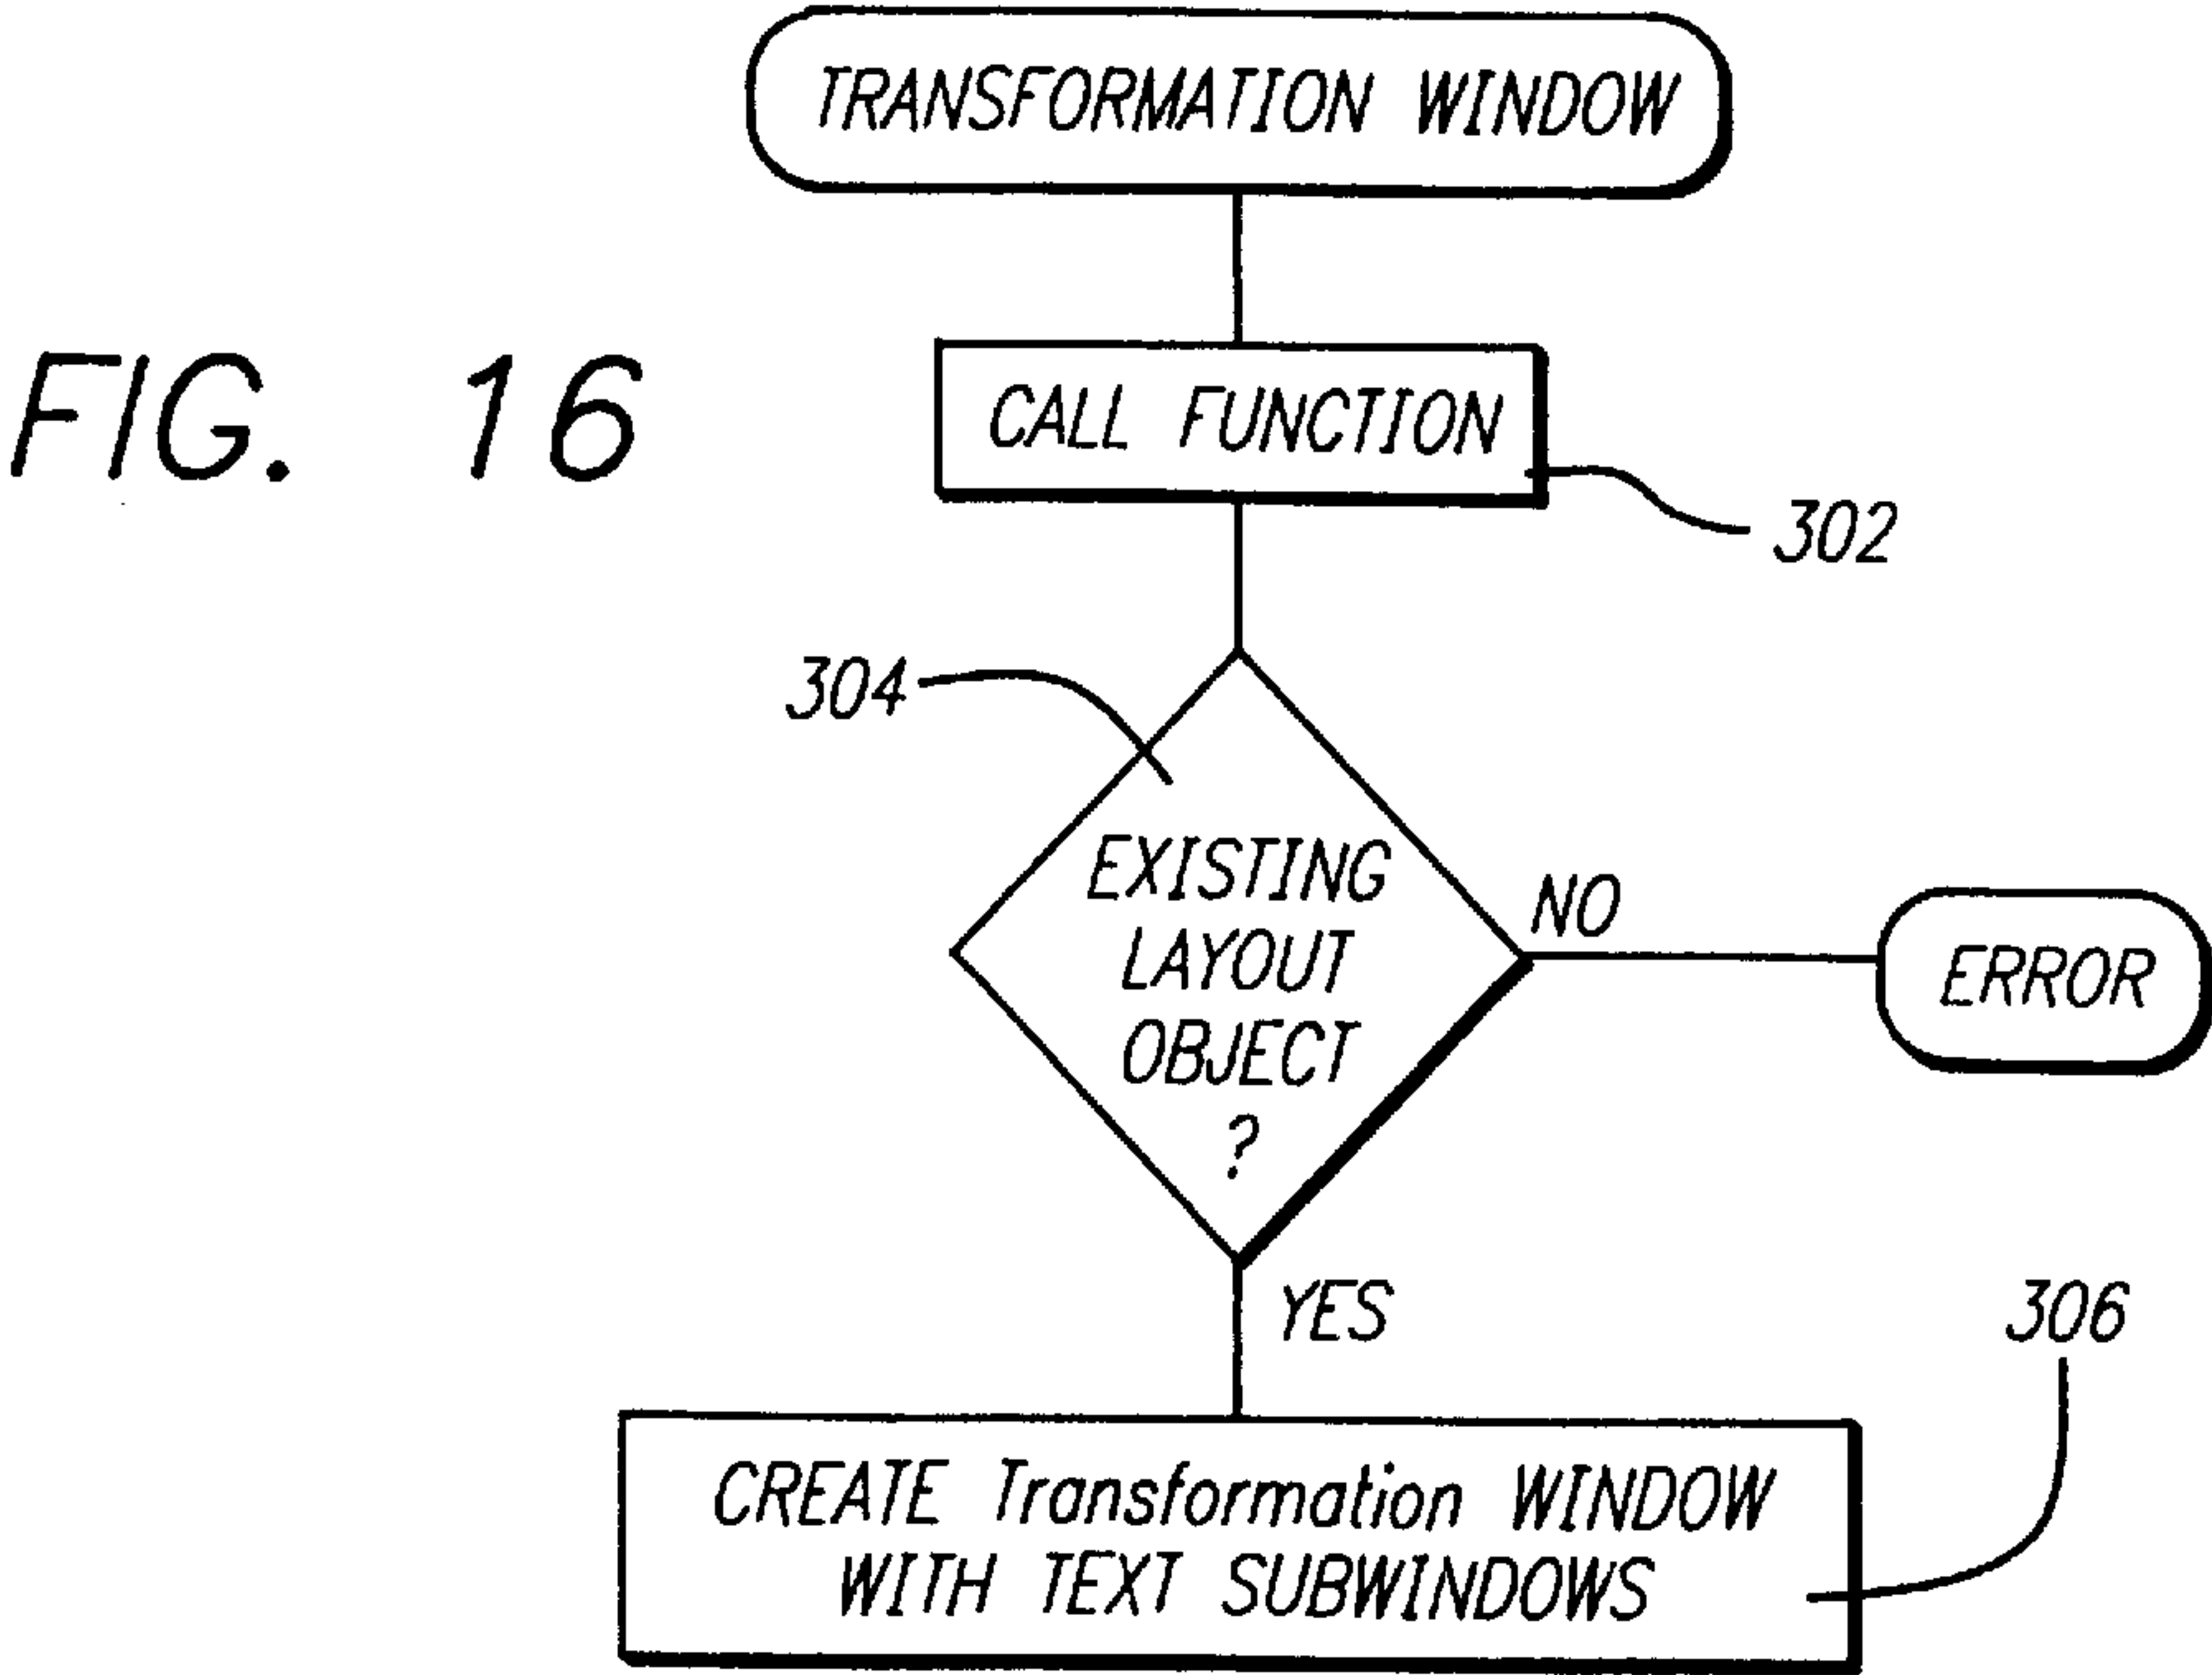 TRANSFORMATION WINDOW
FIG. 16
CALL FUNCTION
302
304
EXISTING
LAYOUT
OBJECT
?
NO
ERROR
YES
306
CREATE Transformation WINDOW
WITH TEXT SUBWINDOWS